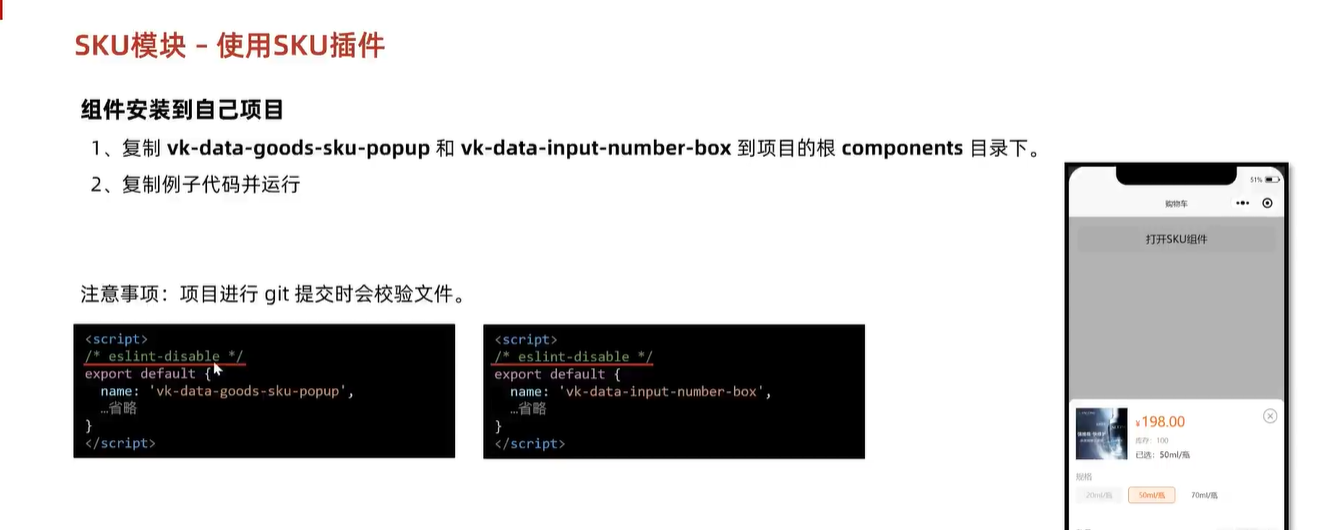 SKU模块 – 使用SKU插件
组件安装到自己项目
1、复制 vk-data-goods-sku-popup 和 vk-data-input-number-box 到项目的根 components 目录下。
2、复制例子代码并运行
注意事项：项目进行 git 提交时会校验文件。
<script>
/* eslint-disable */
export default {
name: 'vk-data-goods-sku-popup',
…省略
}
</script>
<script>
/* eslint-disable */
export default {
name: 'vk-data-input-number-box',
…省略
}
</script>
51%
购物车
打开SKU组件
¥198.00
库存：100
已选：50ml/瓶
规格
20ml/瓶 50ml/瓶 70ml/瓶